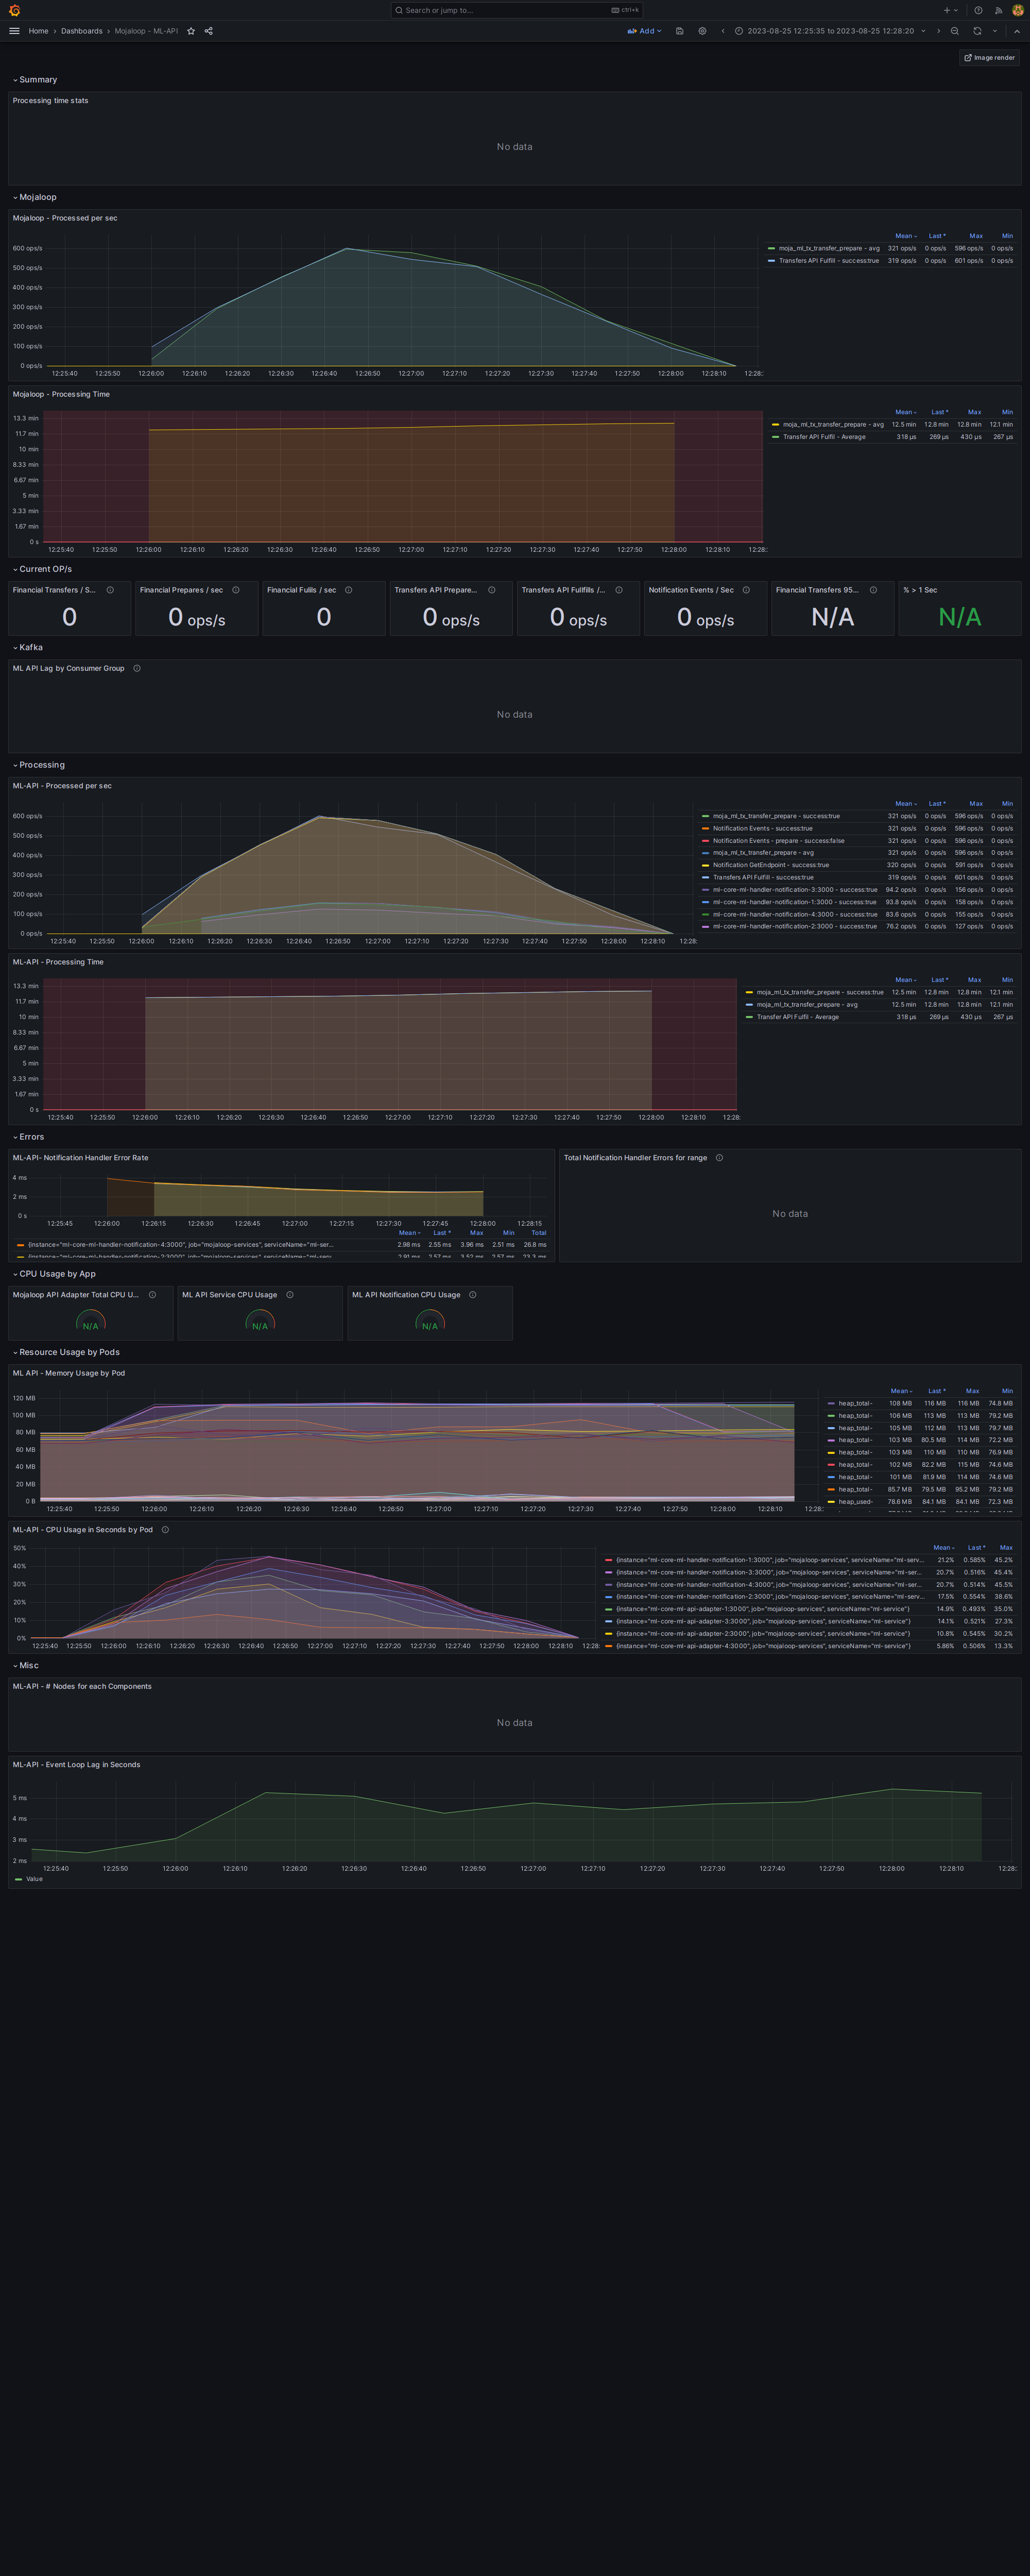 Search or jump to... ctrl+k
Home › Dashboards › Mojaloop - ML-API Add 2023-08-25 12:25:35 to 2023-08-25 12:28:20
Image render
Summary
Processing time stats
No data
Mojaloop
Mojaloop - Processed per sec
600 ops/s
500 ops/s
400 ops/s
300 ops/s
200 ops/s
100 ops/s
0 ops/s
12:25:40 12:25:50 12:26:00 12:26:10 12:26:20 12:26:30 12:26:40 12:26:50 12:27:00 12:27:10 12:27:20 12:27:30 12:27:40 12:27:50 12:28:00 12:28:10 12:28:
Mean Last * Max Min
moja_ml_tx_transfer_prepare - avg 321 ops/s 0 ops/s 596 ops/s 0 ops/s
Transfers API Fulfill - success:true 319 ops/s 0 ops/s 601 ops/s 0 ops/s
Mojaloop - Processing Time
13.3 min
11.7 min
10 min
8.33 min
6.67 min
5 min
3.33 min
1.67 min
0 s
12:25:40 12:25:50 12:26:00 12:26:10 12:26:20 12:26:30 12:26:40 12:26:50 12:27:00 12:27:10 12:27:20 12:27:30 12:27:40 12:27:50 12:28:00 12:28:10 12:28:
Mean Last * Max Min
moja_ml_tx_transfer_prepare - avg 12.5 min 12.8 min 12.8 min 12.1 min
Transfer API Fulfil - Average 318 µs 269 µs 430 µs 267 µs
Current OP/s
Financial Transfers / S... Financial Prepares / sec Financial Fulils / sec Transfers API Prepare... Transfers API Fullfills /... Notification Events / Sec Financial Transfers 95... % > 1 Sec
0 0 ops/s 0 0 ops/s 0 ops/s 0 ops/s N/A N/A
Kafka
ML API Lag by Consumer Group
No data
Processing
ML-API - Processed per sec
600 ops/s
500 ops/s
400 ops/s
300 ops/s
200 ops/s
100 ops/s
0 ops/s
12:25:40 12:25:50 12:26:00 12:26:10 12:26:20 12:26:30 12:26:40 12:26:50 12:27:00 12:27:10 12:27:20 12:27:30 12:27:40 12:27:50 12:28:00 12:28:10 12:28:
Mean Last * Max Min
moja_ml_tx_transfer_prepare - success:true 321 ops/s 0 ops/s 596 ops/s 0 ops/s
Notification Events - success:true 321 ops/s 0 ops/s 596 ops/s 0 ops/s
Notification Events - prepare - success:false 321 ops/s 0 ops/s 596 ops/s 0 ops/s
moja_ml_tx_transfer_prepare - avg 321 ops/s 0 ops/s 596 ops/s 0 ops/s
Notification GetEndpoint - success:true 320 ops/s 0 ops/s 591 ops/s 0 ops/s
Transfers API Fulfill - success:true 319 ops/s 0 ops/s 601 ops/s 0 ops/s
ml-core-ml-handler-notification-3:3000 - success:true 94.2 ops/s 0 ops/s 156 ops/s 0 ops/s
ml-core-ml-handler-notification-1:3000 - success:true 93.8 ops/s 0 ops/s 158 ops/s 0 ops/s
ml-core-ml-handler-notification-4:3000 - success:true 83.6 ops/s 0 ops/s 155 ops/s 0 ops/s
ml-core-ml-handler-notification-2:3000 - success:true 76.2 ops/s 0 ops/s 127 ops/s 0 ops/s
ML-API - Processing Time
13.3 min
11.7 min
10 min
8.33 min
6.67 min
5 min
3.33 min
1.67 min
0 s
12:25:40 12:25:50 12:26:00 12:26:10 12:26:20 12:26:30 12:26:40 12:26:50 12:27:00 12:27:10 12:27:20 12:27:30 12:27:40 12:27:50 12:28:00 12:28:10 12:28:
Mean Last * Max Min
moja_ml_tx_transfer_prepare - success:true 12.5 min 12.8 min 12.8 min 12.1 min
moja_ml_tx_transfer_prepare - avg 12.5 min 12.8 min 12.8 min 12.1 min
Transfer API Fulfil - Average 318 µs 269 µs 430 µs 267 µs
Errors
ML-API- Notification Handler Error Rate
4 ms
2 ms
0 s
12:25:45 12:26:00 12:26:15 12:26:30 12:26:45 12:27:00 12:27:15 12:27:30 12:27:45 12:28:00 12:28:15
Mean Last * Max Min Total
{instance="ml-core-ml-handler-notification-4:3000", job="mojaloop-services", serviceName="ml-ser... 2.98 ms 2.55 ms 3.96 ms 2.51 ms 26.8 ms
{instance="ml-core-ml-handler-notification-2:3000", job="mojaloop-services", serviceName="ml-serv 2.91 ms 2.57 ms 3.52 ms 2.57 ms 23.3 ms
Total Notification Handler Errors for range
No data
CPU Usage by App
Mojaloop API Adapter Total CPU U... ML API Service CPU Usage ML API Notification CPU Usage
N/A N/A N/A
Resource Usage by Pods
ML API - Memory Usage by Pod
120 MB
100 MB
80 MB
60 MB
40 MB
20 MB
0 B
12:25:40 12:25:50 12:26:00 12:26:10 12:26:20 12:26:30 12:26:40 12:26:50 12:27:00 12:27:10 12:27:20 12:27:30 12:27:40 12:27:50 12:28:00 12:28:10 12:28:
Mean Last * Max Min
heap_total- 108 MB 116 MB 116 MB 74.8 MB
heap_total- 106 MB 113 MB 113 MB 79.2 MB
heap_total- 105 MB 112 MB 113 MB 79.7 MB
heap_total- 103 MB 80.5 MB 114 MB 72.2 MB
heap_total- 103 MB 110 MB 110 MB 76.9 MB
heap_total- 102 MB 82.2 MB 115 MB 74.6 MB
heap_total- 101 MB 81.9 MB 114 MB 74.6 MB
heap_total- 85.7 MB 79.5 MB 95.2 MB 79.2 MB
heap_used- 78.6 MB 84.1 MB 84.1 MB 72.3 MB
ML-API - CPU Usage in Seconds by Pod
50%
40%
30%
20%
10%
0%
12:25:40 12:25:50 12:26:00 12:26:10 12:26:20 12:26:30 12:26:40 12:26:50 12:27:00 12:27:10 12:27:20 12:27:30 12:27:40 12:27:50 12:28:00 12:28:10 12:28:
Mean Last * Max
{instance="ml-core-ml-handler-notification-1:3000", job="mojaloop-services", serviceName="ml-serv... 21.2% 0.585% 45.2%
{instance="ml-core-ml-handler-notification-3:3000", job="mojaloop-services", serviceName="ml-ser... 20.7% 0.516% 45.4%
{instance="ml-core-ml-handler-notification-4:3000", job="mojaloop-services", serviceName="ml-ser... 20.7% 0.514% 45.5%
{instance="ml-core-ml-handler-notification-2:3000", job="mojaloop-services", serviceName="ml-serv... 17.5% 0.554% 38.6%
{instance="ml-core-ml-api-adapter-1:3000", job="mojaloop-services", serviceName="ml-service"} 14.9% 0.493% 35.0%
{instance="ml-core-ml-api-adapter-3:3000", job="mojaloop-services", serviceName="ml-service"} 14.1% 0.521% 27.3%
{instance="ml-core-ml-api-adapter-2:3000", job="mojaloop-services", serviceName="ml-service"} 10.8% 0.545% 30.2%
{instance="ml-core-ml-api-adapter-4:3000", job="mojaloop-services", serviceName="ml-service"} 5.86% 0.506% 13.3%
Misc
ML-API - # Nodes for each Components
No data
ML-API - Event Loop Lag in Seconds
5 ms
4 ms
3 ms
2 ms
12:25:40 12:25:50 12:26:00 12:26:10 12:26:20 12:26:30 12:26:40 12:26:50 12:27:00 12:27:10 12:27:20 12:27:30 12:27:40 12:27:50 12:28:00 12:28:10 12:28:
Value